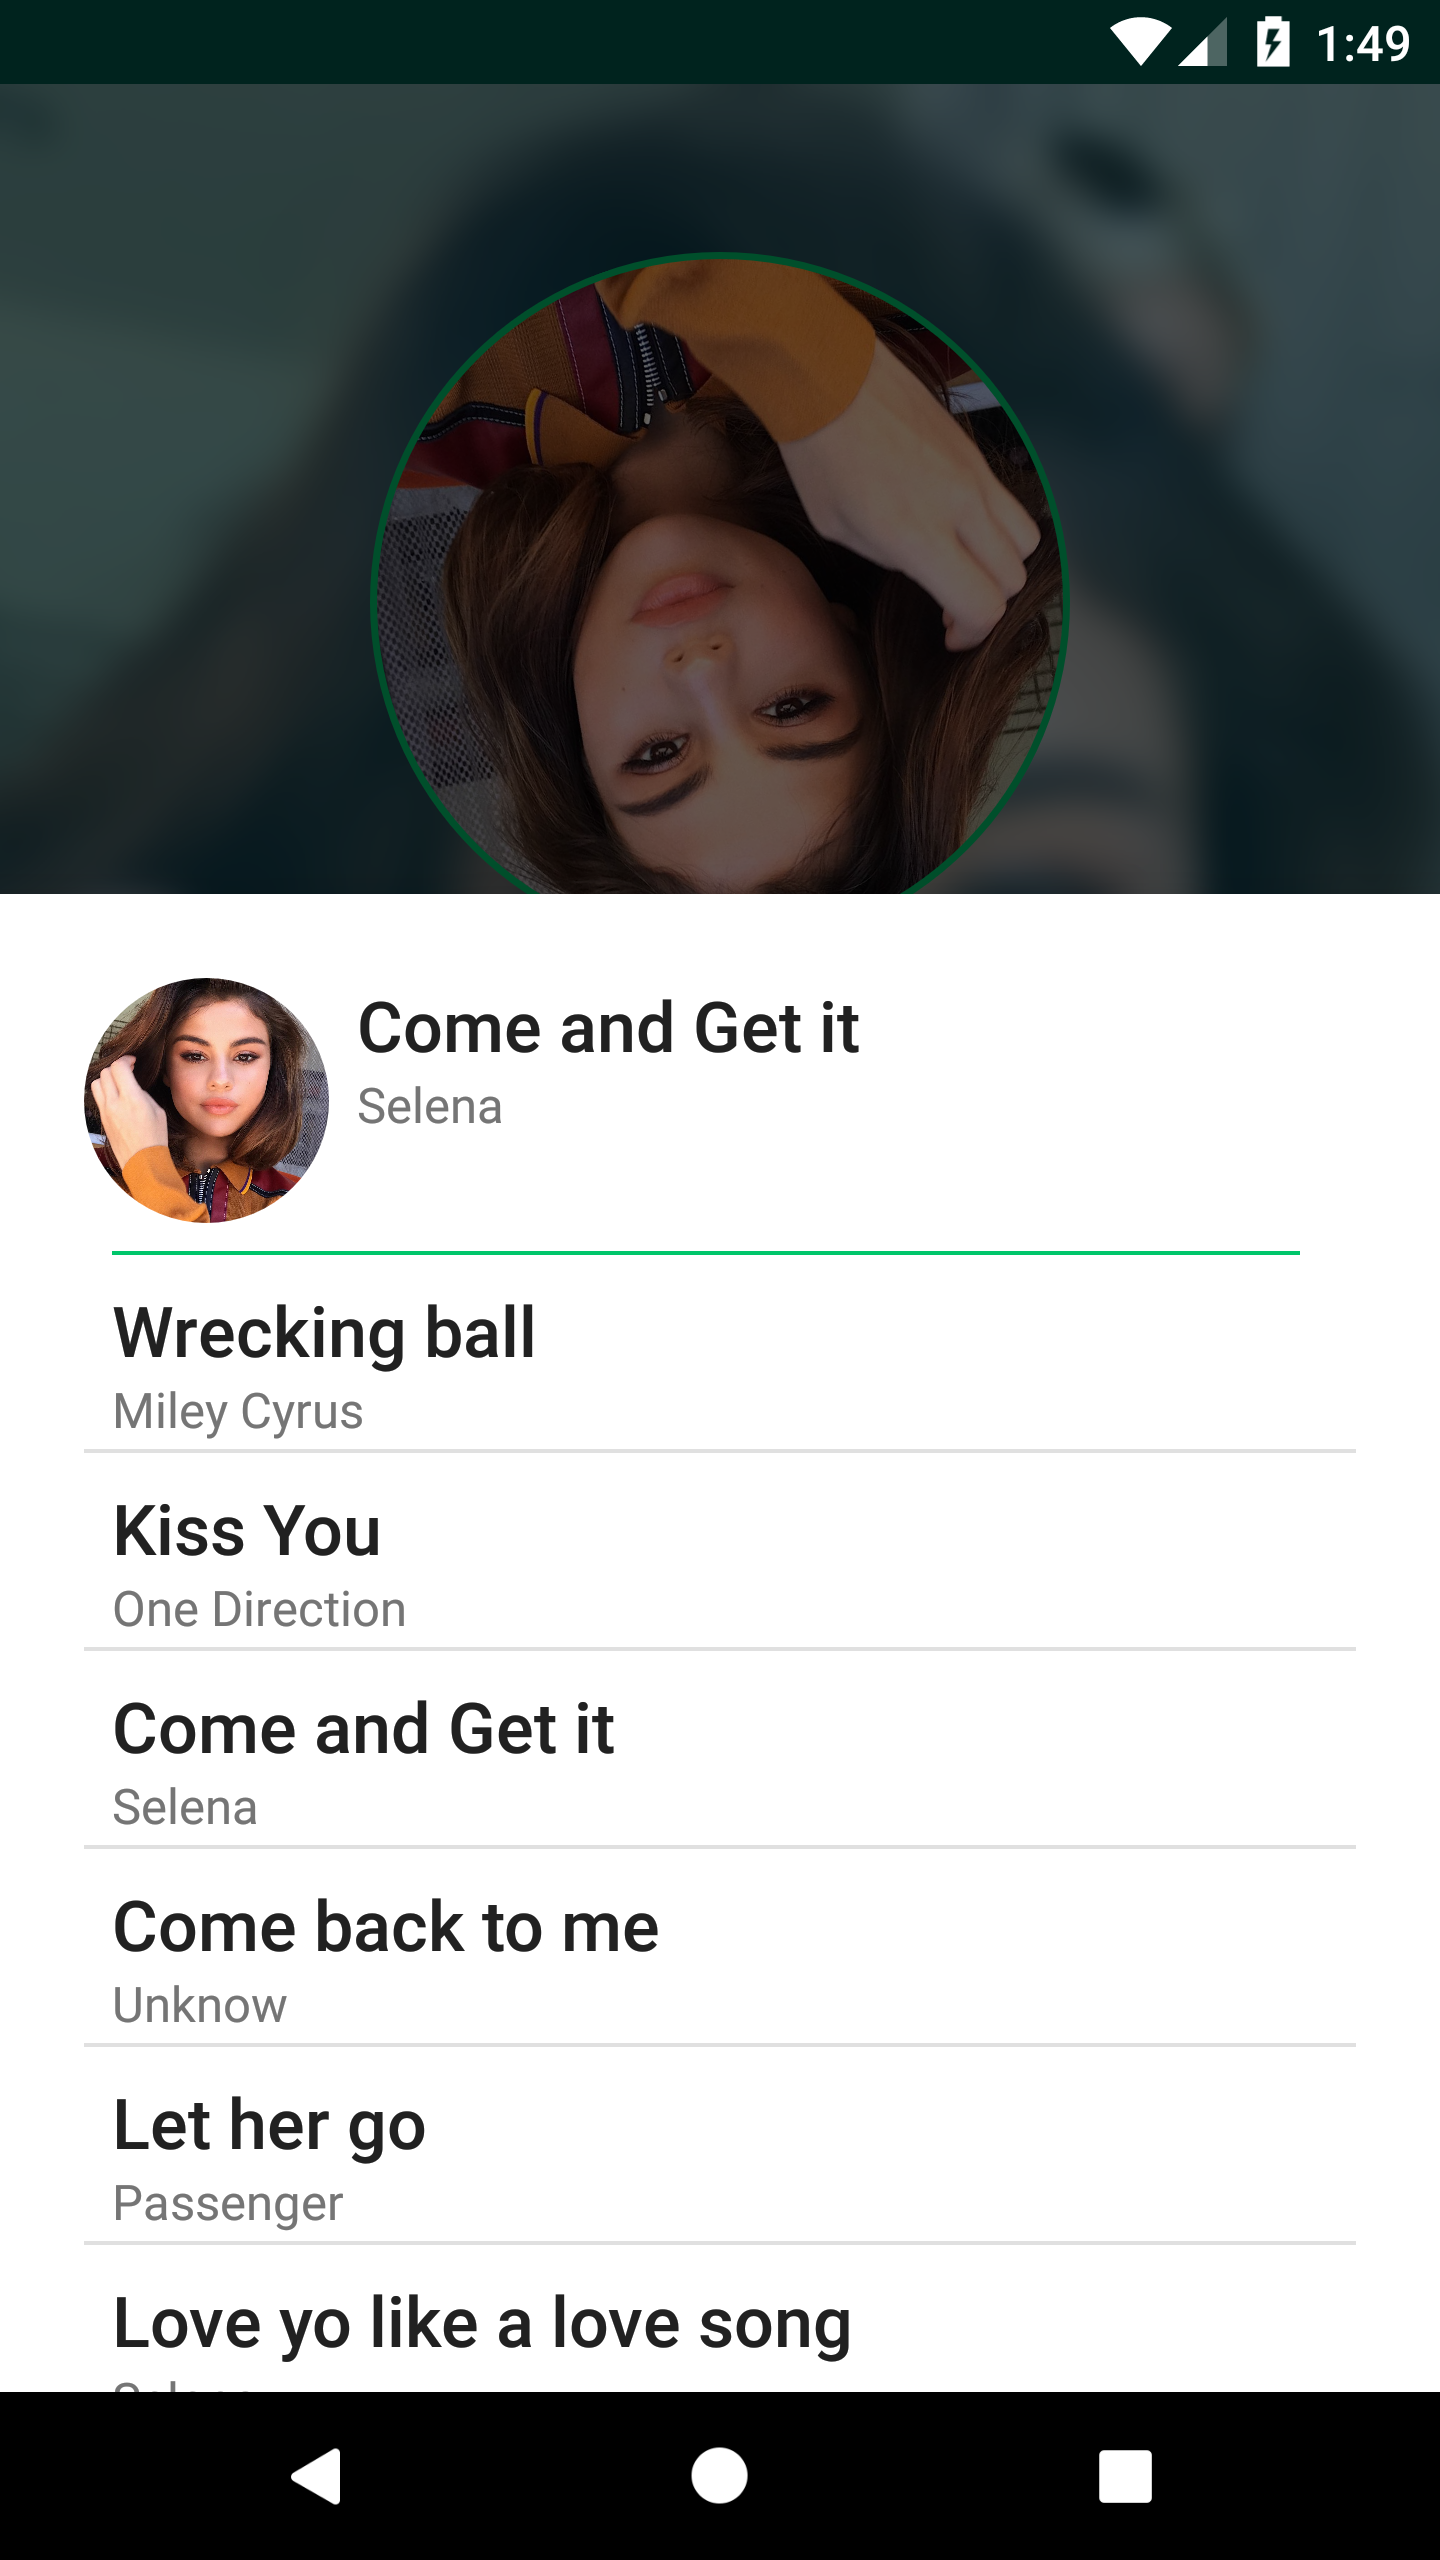 1:49
Come and Get it
Selena
Wrecking ball
Miley Cyrus
Kiss You
One Direction
Come and Get it
Selena
Come back to me
Unknow
Let her go
Passenger
Love yo like a love song